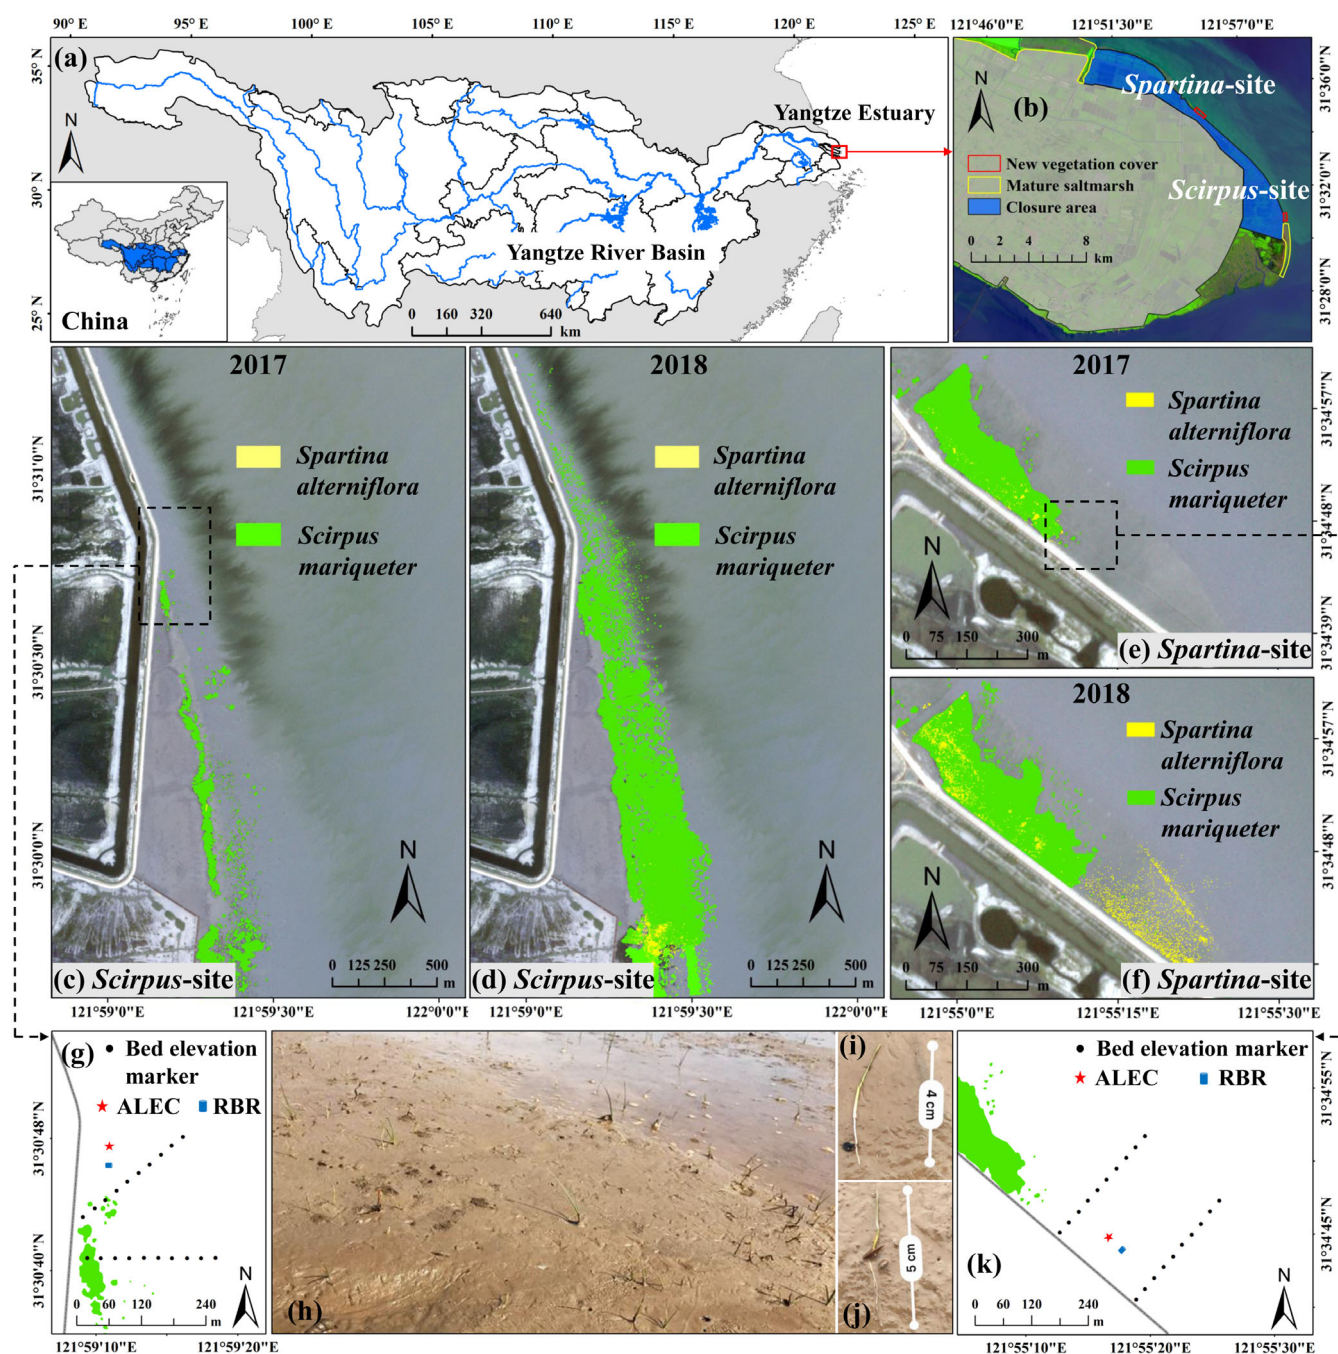 90° E 95° E 100° E 105° E 110° E 115° E 120° E 125° E
35° N
30° N
25° N
(a)
N
Yangtze Estuary
Yangtze River Basin
China
0 160 320 640
km
121°46'0"E 121°51'30"E 121°57'0"E
31°36'0"N
31°32'0"N
31°28'0"N
N
(b)
Spartina-site
New vegetation cover
Mature saltmarsh
Closure area
Scirpus-site
0 2 4 8
km
2017
Spartina
alterniflora
Scirpus
mariqueter
31°31'0"N
31°30'30"N
31°30'0"N
N
0 125 250 500
m
(c) Scirpus-site
2018
Spartina
alterniflora
Scirpus
mariqueter
N
0 125 250 500
m
(d) Scirpus-site
121°59'0"E 121°59'30"E 122°0'0"E 121°59'0"E 121°59'30"E 122°0'0"E
2017
Spartina
alterniflora
Scirpus
mariqueter
N
0 75 150 300
m
(e) Spartina-site
31°34'57"N
31°34'48"N
31°34'39"N
2018
Spartina
alterniflora
Scirpus
mariqueter
N
0 75 150 300
m
(f) Spartina-site
31°34'57"N
31°34'48"N
121°55'0"E 121°55'15"E 121°55'30"E
(g)
Bed elevation
marker
ALEC RBR
31°30'48"N
31°30'40"N
N
0 60 120 240
m
121°59'10"E 121°59'20"E
(h)
(i)
4 cm
(j)
5 cm
Bed elevation marker
ALEC RBR
31°34'55"N
31°34'45"N
(k)
N
0 60 120 240
m
121°55'10"E 121°55'20"E 121°55'30"E